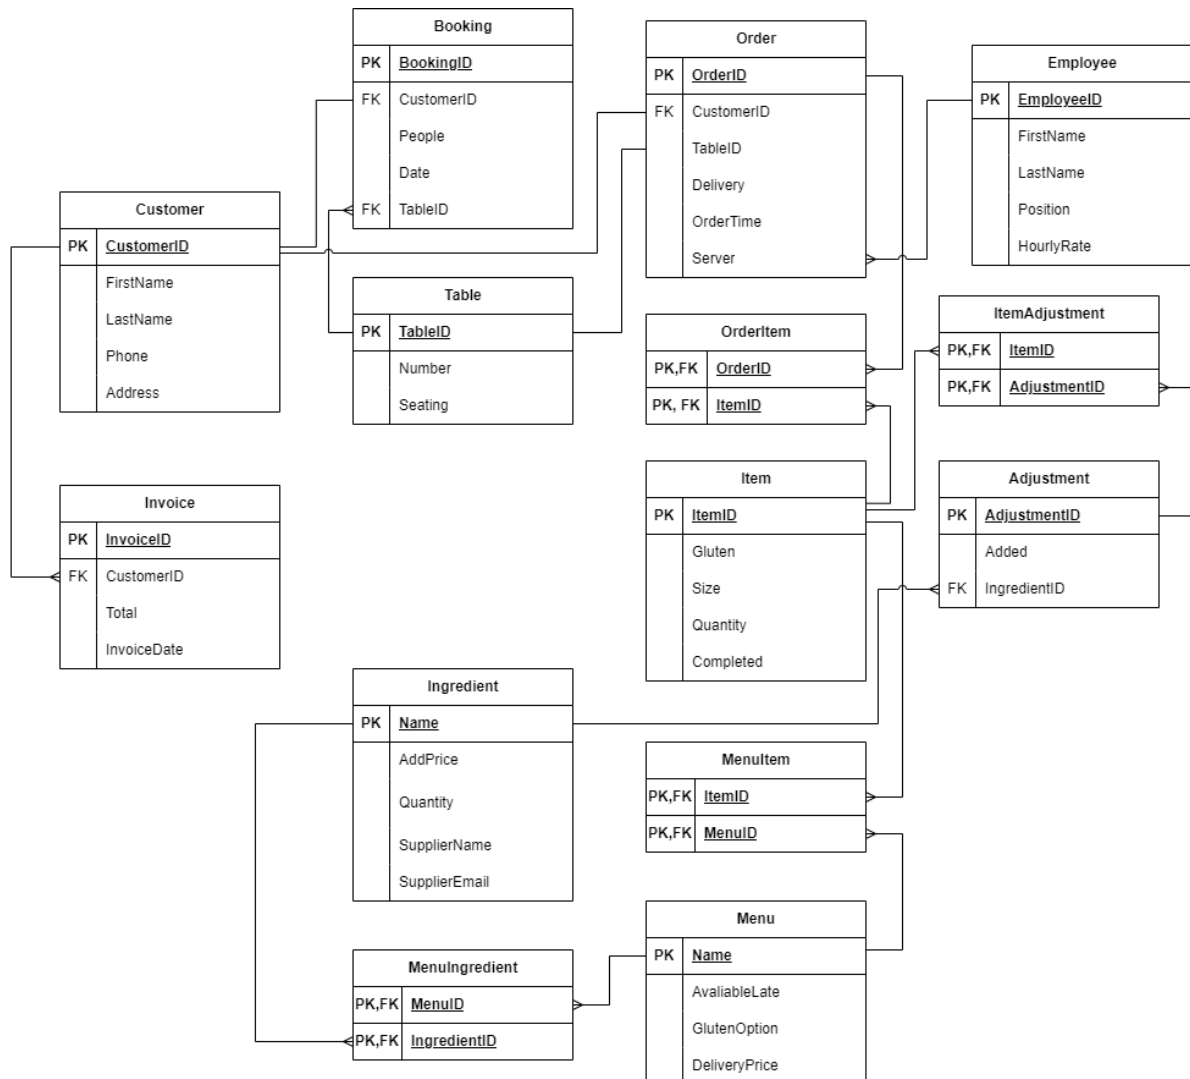 Booking
PK BookingID
FK CustomerID
People
Date
FK TableID
Order
PK OrderID
FK CustomerID
TableID
Delivery
OrderTime
Server
Employee
PK EmployeeID
FirstName
LastName
Position
HourlyRate
Customer
PK CustomerID
FirstName
LastName
Phone
Address
Table
PK TableID
Number
Seating
OrderItem
PK,FK OrderID
PK, FK ItemID
ItemAdjustment
PK,FK ItemID
PK,FK AdjustmentID
Invoice
PK InvoiceID
FK CustomerID
Total
InvoiceDate
Item
PK ItemID
Gluten
Size
Quantity
Completed
Adjustment
PK AdjustmentID
Added
FK IngredientID
Ingredient
PK Name
AddPrice
Quantity
SupplierName
SupplierEmail
MenuItem
PK,FK ItemID
PK,FK MenuID
MenuIngredient
PK,FK MenuID
PK,FK IngredientID
Menu
PK Name
AvaliableLate
GlutenOption
DeliveryPrice